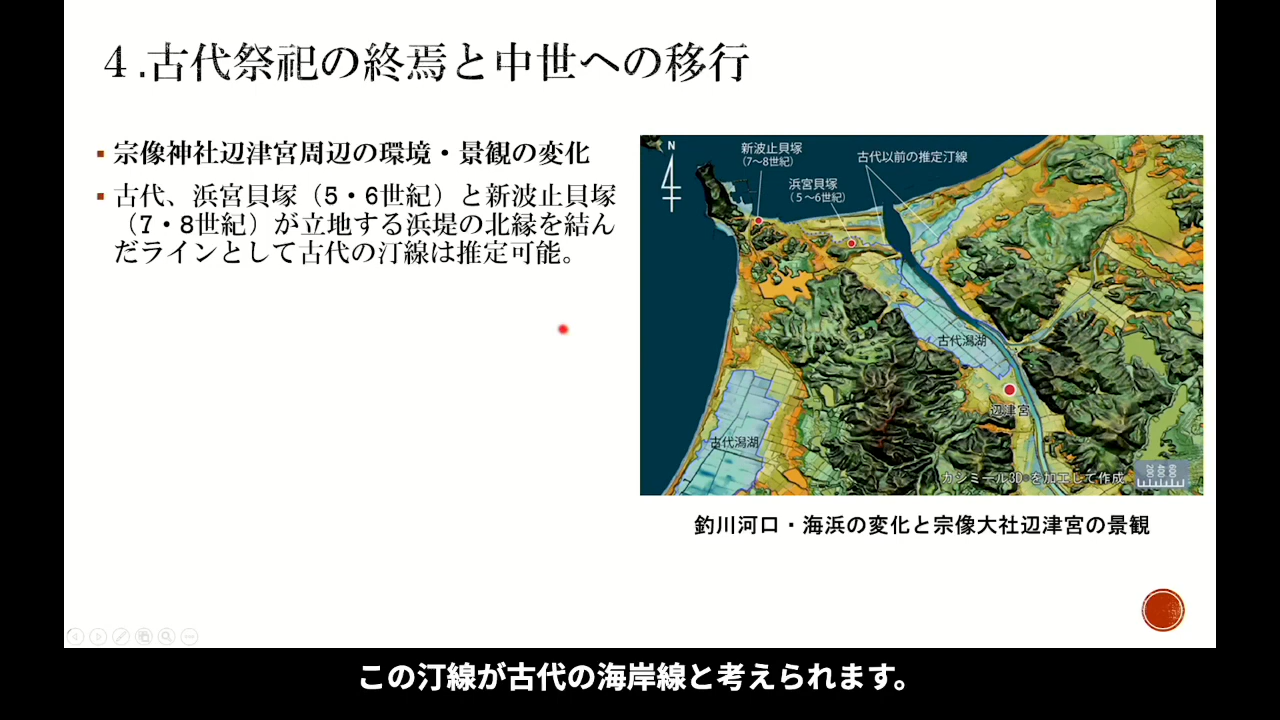 4.古代祭祀の終焉と中世への移行
宗像神社辺津宮周辺の環境・景観の変化
古代、浜宮貝塚（5・6世紀）と新波止貝塚
（7・8世紀）が立地する浜堤の北縁を結ん
だラインとして古代の汀線は推定可能。
N
新波止貝塚
（7～8世紀）
古代以前の推定汀線
浜宮貝塚
（5～6世紀）
古代潟湖
辺津宮
古代潟湖
カシミール3D®を加工して作成
200 400 600
釣川河口・海浜の変化と宗像大社辺津宮の景観
この汀線が古代の海岸線と考えられます。